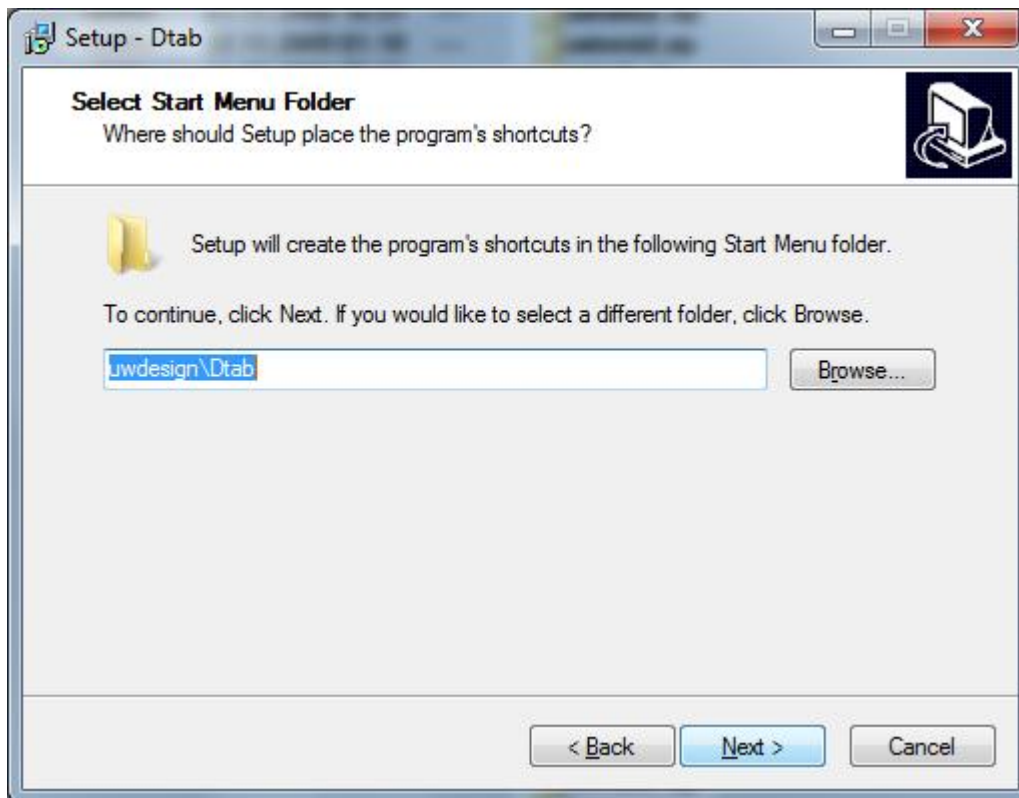 Setup - Dtab
Select Start Menu Folder
Where should Setup place the program's shortcuts?
Setup will create the program's shortcuts in the following Start Menu folder.
To continue, click Next. If you would like to select a different folder, click Browse.
uwdesign\Dtab
Browse...
< Back
Next >
Cancel